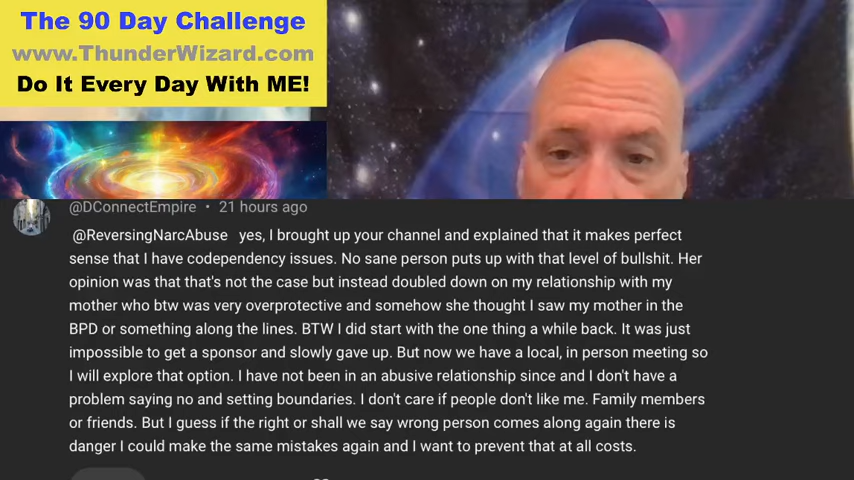 The 90 Day Challenge
www.ThunderWizard.com
Do It Every Day With ME!
@DConnectEmpire • 21 hours ago
@ReversingNarcAbuse yes, I brought up your channel and explained that it makes perfect
sense that I have codependency issues. No sane person puts up with that level of bullshit. Her
opinion was that that's not the case but instead doubled down on my relationship with my
mother who btw was very overprotective and somehow she thought I saw my mother in the
BPD or something along the lines. BTW I did start with the one thing a while back. It was just
impossible to get a sponsor and slowly gave up. But now we have a local, in person meeting so
I will explore that option. I have not been in an abusive relationship since and I don't have a
problem saying no and setting boundaries. I don't care if people don't like me. Family members
or friends. But I guess if the right or shall we say wrong person comes along again there is
danger I could make the same mistakes again and I want to prevent that at all costs.